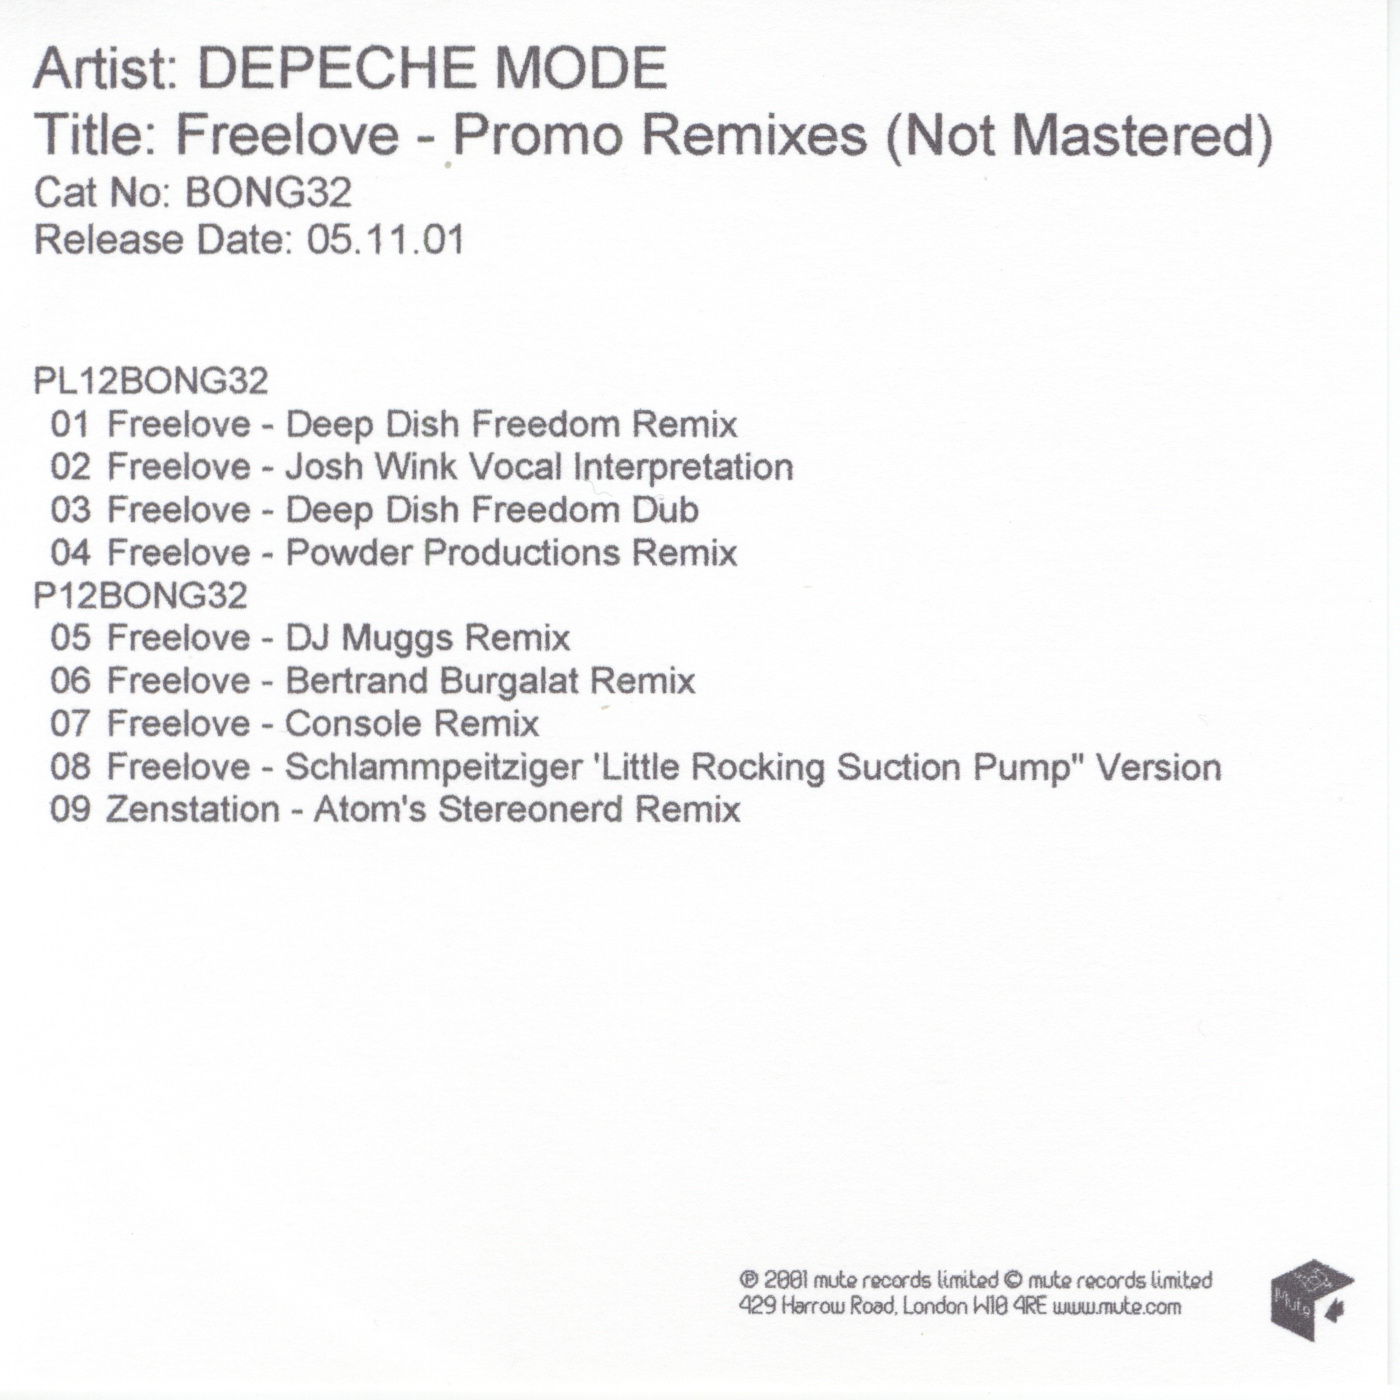 Artist: DEPECHE MODE
Title: Freelove - Promo Remixes (Not Mastered)
Cat No: BONG32
Release Date: 05.11.01
PL12BONG32
01 Freelove - Deep Dish Freedom Remix
02 Freelove - Josh Wink Vocal Interpretation
03 Freelove - Deep Dish Freedom Dub
04 Freelove - Powder Productions Remix
P12BONG32
05 Freelove - DJ Muggs Remix
06 Freelove - Bertrand Burgalat Remix
07 Freelove - Console Remix
08 Freelove - Schlammpeitziger 'Little Rocking Suction Pump" Version
09 Zenstation - Atom's Stereonerd Remix
℗ 2001 mute records limited © mute records limited
429 Harrow Road, London W10 4RE www.mute.com
Mute